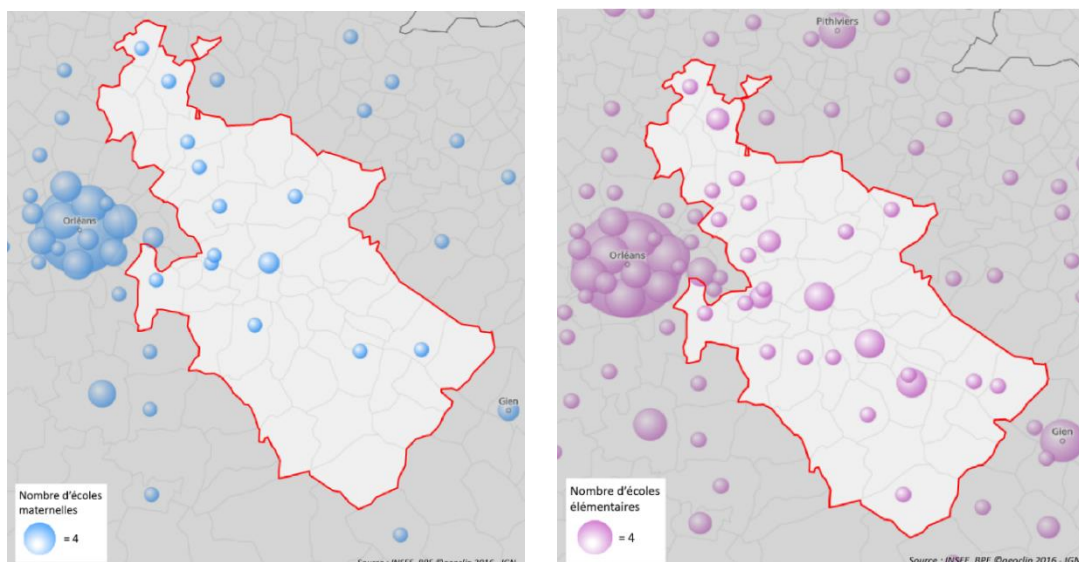 Orléans
Gien
Nombre d'écoles
maternelles
= 4
Source : INSEE, BPE ©geoclip 2016 - IGN
Pithiviers
Orléans
Gien
Nombre d'écoles
élémentaires
= 4
Source : INSEE, BPE ©geoclip 2016 - IGN